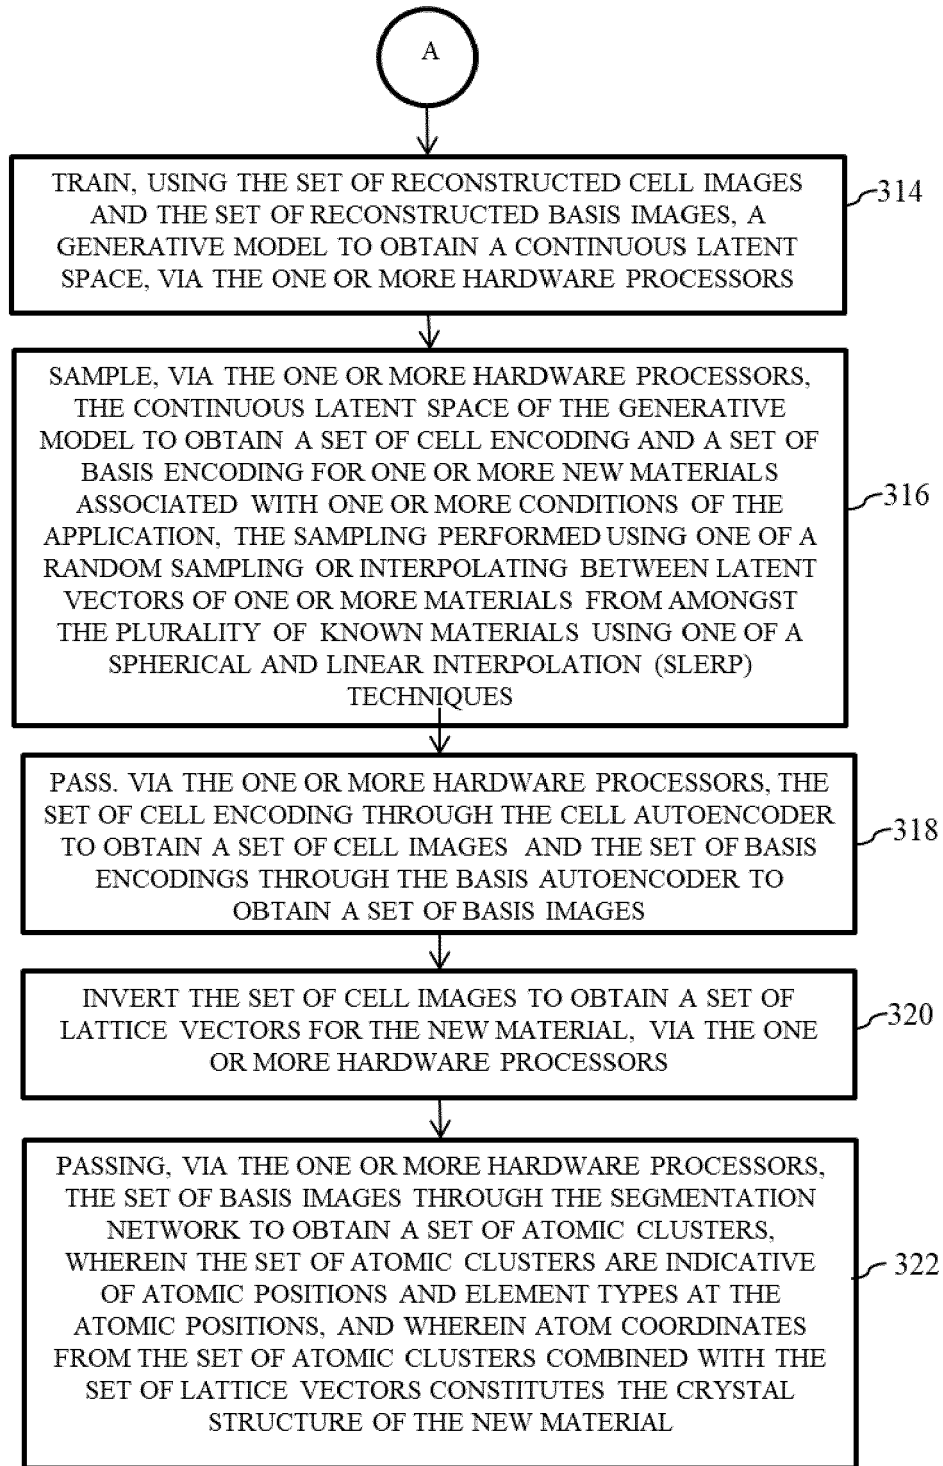 A
TRAIN, USING THE SET OF RECONSTRUCTED CELL IMAGES
AND THE SET OF RECONSTRUCTED BASIS IMAGES, A
GENERATIVE MODEL TO OBTAIN A CONTINUOUS LATENT
SPACE, VIA THE ONE OR MORE HARDWARE PROCESSORS
314
SAMPLE, VIA THE ONE OR MORE HARDWARE PROCESSORS,
THE CONTINUOUS LATENT SPACE OF THE GENERATIVE
MODEL TO OBTAIN A SET OF CELL ENCODING AND A SET OF
BASIS ENCODING FOR ONE OR MORE NEW MATERIALS
ASSOCIATED WITH ONE OR MORE CONDITIONS OF THE
APPLICATION, THE SAMPLING PERFORMED USING ONE OF A
RANDOM SAMPLING OR INTERPOLATING BETWEEN LATENT
VECTORS OF ONE OR MORE MATERIALS FROM AMONGST
THE PLURALITY OF KNOWN MATERIALS USING ONE OF A
SPHERICAL AND LINEAR INTERPOLATION (SLERP)
TECHNIQUES
316
PASS. VIA THE ONE OR MORE HARDWARE PROCESSORS, THE
SET OF CELL ENCODING THROUGH THE CELL AUTOENCODER
TO OBTAIN A SET OF CELL IMAGES AND THE SET OF BASIS
ENCODINGS THROUGH THE BASIS AUTOENCODER TO
OBTAIN A SET OF BASIS IMAGES
318
INVERT THE SET OF CELL IMAGES TO OBTAIN A SET OF
LATTICE VECTORS FOR THE NEW MATERIAL, VIA THE ONE
OR MORE HARDWARE PROCESSORS
320
PASSING, VIA THE ONE OR MORE HARDWARE PROCESSORS,
THE SET OF BASIS IMAGES THROUGH THE SEGMENTATION
NETWORK TO OBTAIN A SET OF ATOMIC CLUSTERS,
WHEREIN THE SET OF ATOMIC CLUSTERS ARE INDICATIVE
OF ATOMIC POSITIONS AND ELEMENT TYPES AT THE
ATOMIC POSITIONS, AND WHEREIN ATOM COORDINATES
FROM THE SET OF ATOMIC CLUSTERS COMBINED WITH THE
SET OF LATTICE VECTORS CONSTITUTES THE CRYSTAL
STRUCTURE OF THE NEW MATERIAL
322